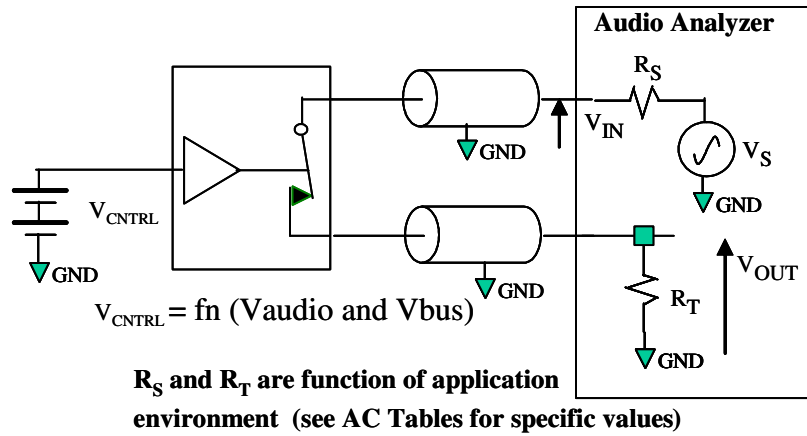 Audio Analyzer
R_S
V_IN
V_S
GND
GND
V_CNTRL
GND
GND
V_OUT
R_T
GND
V_CNTRL = fn (Vaudio and Vbus)
R_S and R_T are function of application
environment (see AC Tables for specific values)